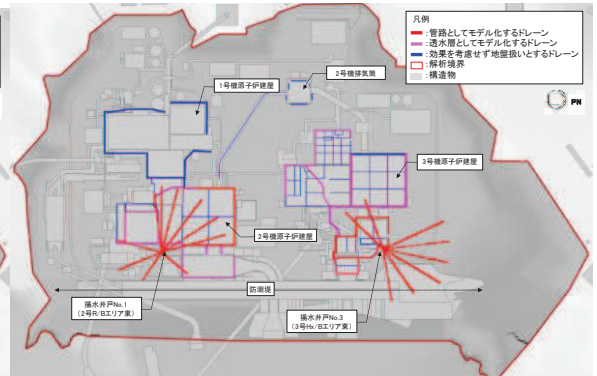 凡例
:管路としてモデル化するドレーン
:透水層としてモデル化するドレーン
:効果を考慮せず地盤扱いとするドレーン
:解析境界
:構造物
PN
2号機排気筒
1号機原子炉建屋
3号機原子炉建屋
2号機原子炉建屋
防潮堤
揚水井戸No.1
(2号R/Bエリア東)
揚水井戸No.3
(3号Hx/Bエリア東)